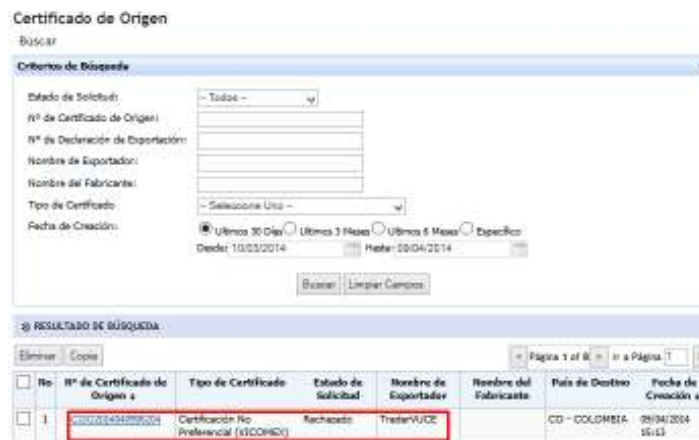 Certificado de Origen
Buscar
Criterios de Búsqueda
Estado de Solicitud: -- Todos --
Nº de Certificado de Origen:
Nº de Declaración de Exportación:
Nombre de Exportador:
Nombre del Fabricante:
Tipo de Certificado -- Seleccione Uno --
Fecha de Creación: Ultimos 30 Días Ultimos 3 Meses Ultimos 6 Meses Específico
Desde: 10/03/2014 Hasta: 09/04/2014
Buscar Limpiar Campos
RESULTADO DE BÚSQUEDA
Eliminar Copia Página 1 of 8 Ir a Página 1
No Nº de Certificado de Origen Tipo de Certificado Estado de Solicitud Nombre de Exportador Nombre del Fabricante País de Destino Fecha de Creación
1 Certificación No Preferencial (VICOMEX) Rechazado TraderVUCE CO - COLOMBIA 09/04/2014 15:13